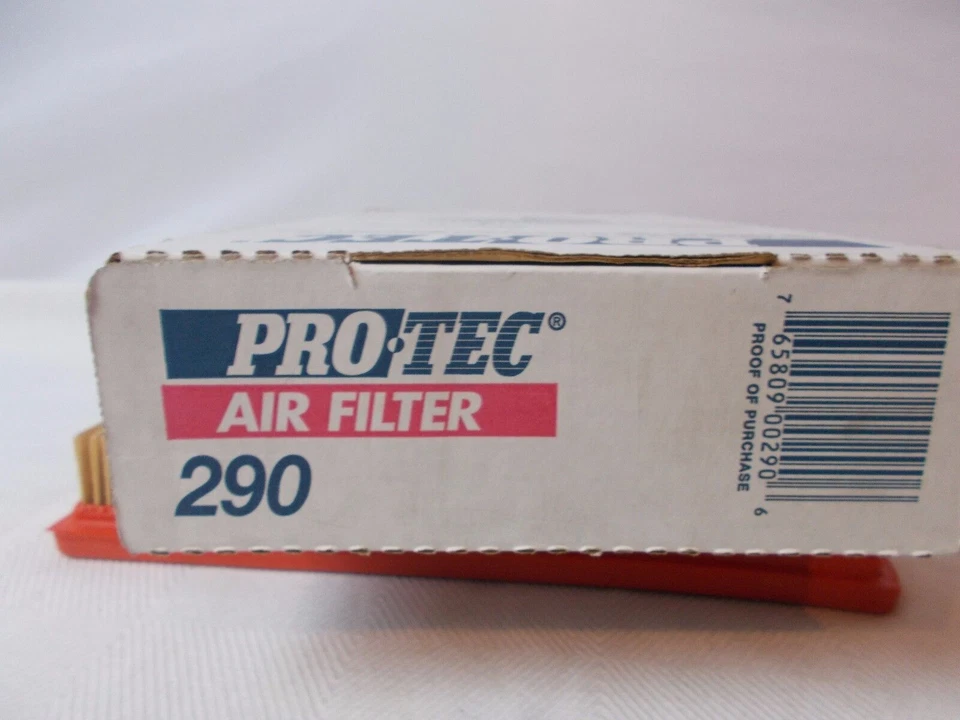 PRO·TEC®
AIR FILTER
290
7 65809 00290 6
PROOF OF PURCHASE